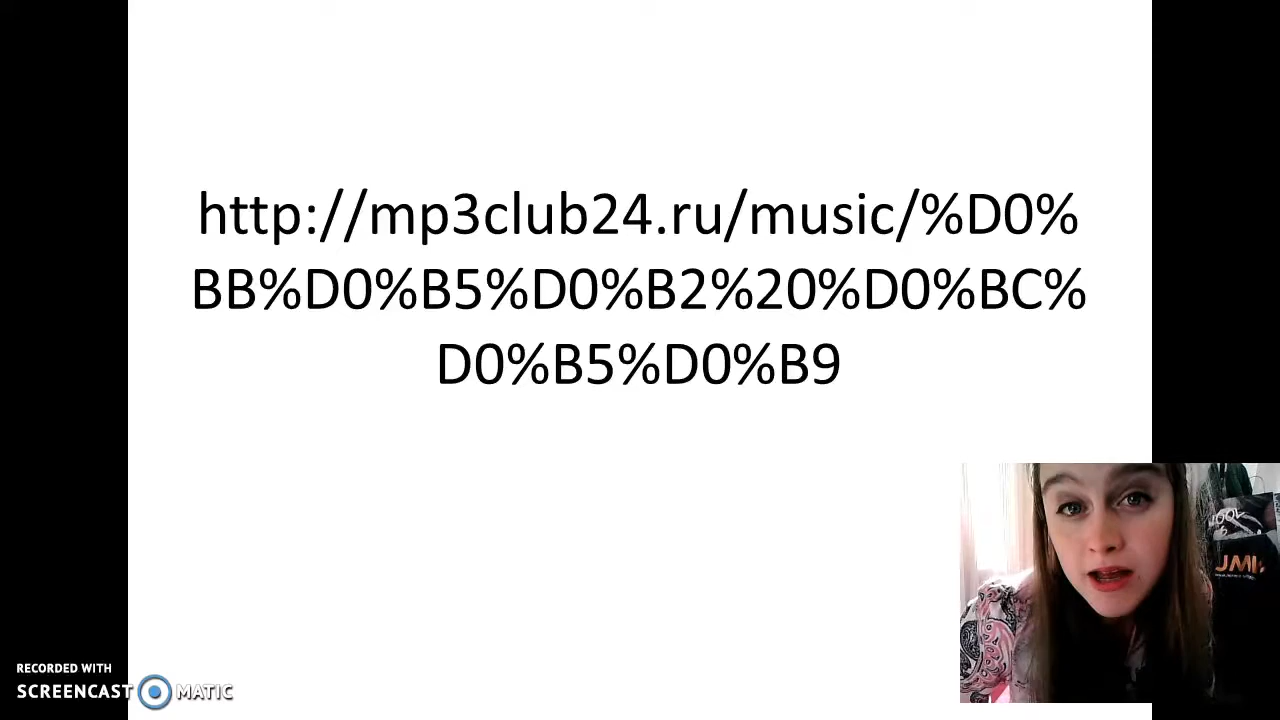 http://mp3club24.ru/music/%D0%
BB%D0%B5%D0%B2%20%D0%BC%
D0%B5%D0%B9
RECORDED WITH
SCREENCAST MATIC